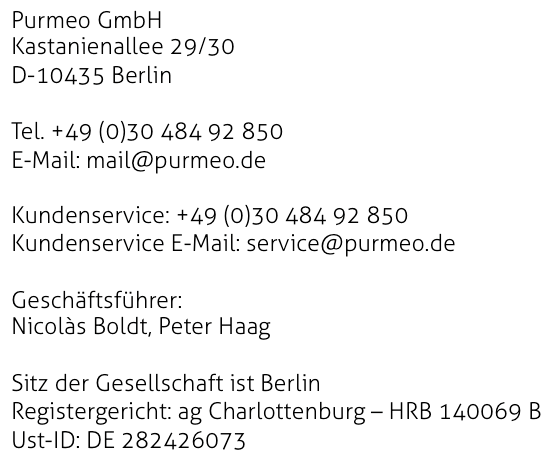 Purmeo GmbH
Kastanienallee 29/30
D-10435 Berlin
Tel. +49 (0)30 484 92 850
E-Mail: mail@purmeo.de
Kundenservice: +49 (0)30 484 92 850
Kundenservice E-Mail: service@purmeo.de
Geschäftsführer:
Nicolàs Boldt, Peter Haag
Sitz der Gesellschaft ist Berlin
Registergericht: ag Charlottenburg – HRB 140069 B
Ust-ID: DE 282426073